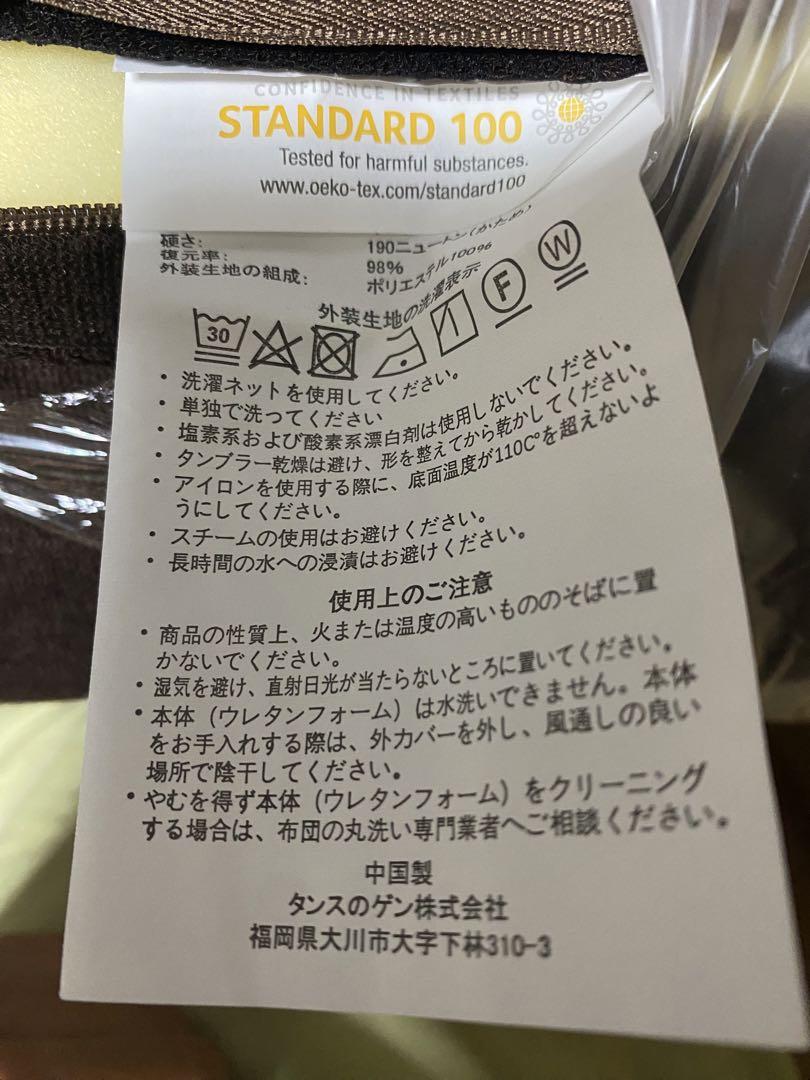 CONFIDENCE IN TEXTILES
STANDARD 100
Tested for harmful substances.
www.oeko-tex.com/standard100
硬さ: 190ニュートン(かため)
復元率: 98%
外装生地の組成: ポリエステル100%
外装生地の洗濯表示
30 F W
・洗濯ネットを使用してください。
・単独で洗ってください
・塩素系および酸素系漂白剤は使用しないでください。
・タンブラー乾燥は避け、形を整えてから乾かしてください。
・アイロンを使用する際に、底面温度が110C°を超えないよ
うにしてください。
・スチームの使用はお避けください。
・長時間の水への浸漬はお避けください。
使用上のご注意
・商品の性質上、火または温度の高いもののそばに置
かないでください。
・湿気を避け、直射日光が当たらないところに置いてください。
・本体(ウレタンフォーム)は水洗いできません。本体
をお手入れする際は、外カバーを外し、風通しの良い
場所で陰干してください。
・やむを得ず本体(ウレタンフォーム)をクリーニング
する場合は、布団の丸洗い専門業者へご相談ください。
中国製
タンスのゲン株式会社
福岡県大川市大字下林310-3